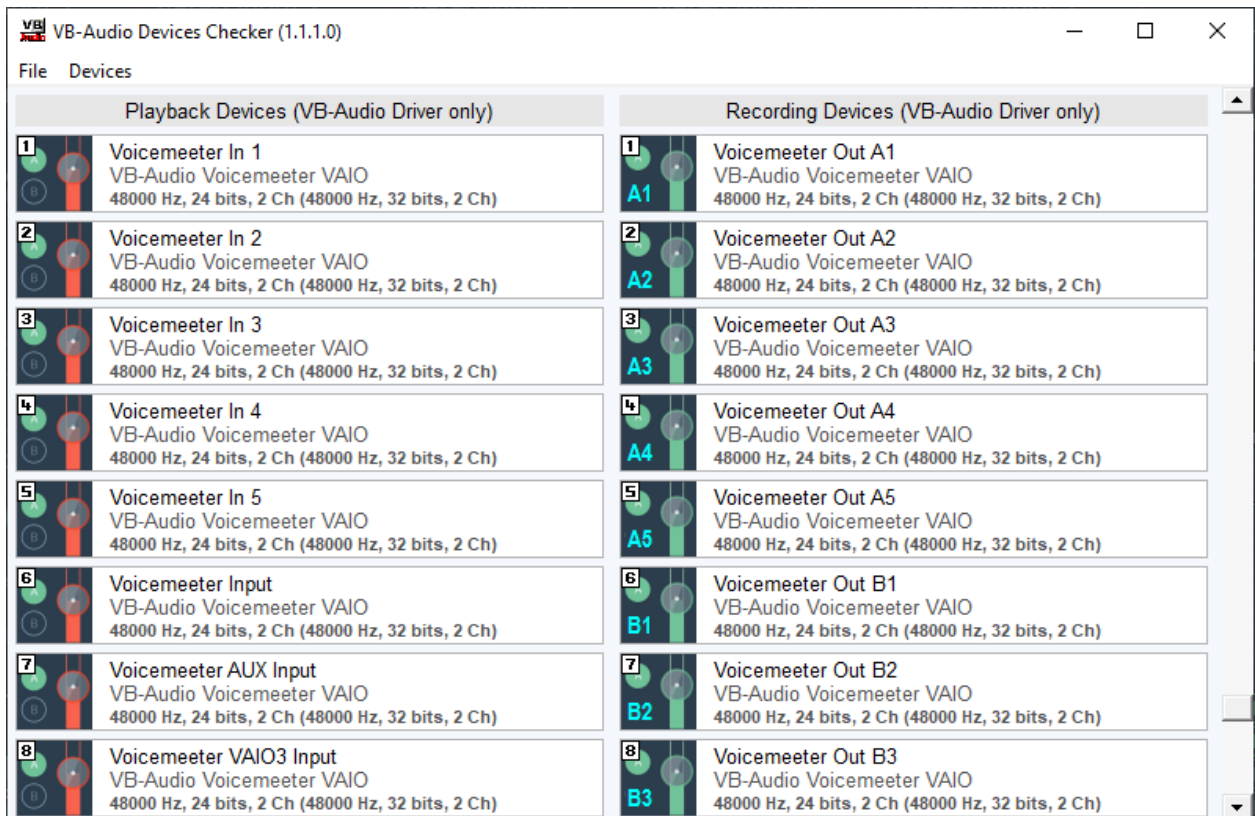 VB-Audio Devices Checker (1.1.1.0)
File Devices
Playback Devices (VB-Audio Driver only)
1
Voicemeeter In 1
VB-Audio Voicemeeter VAIO
48000 Hz, 24 bits, 2 Ch (48000 Hz, 32 bits, 2 Ch)
2
Voicemeeter In 2
VB-Audio Voicemeeter VAIO
48000 Hz, 24 bits, 2 Ch (48000 Hz, 32 bits, 2 Ch)
3
Voicemeeter In 3
VB-Audio Voicemeeter VAIO
48000 Hz, 24 bits, 2 Ch (48000 Hz, 32 bits, 2 Ch)
4
Voicemeeter In 4
VB-Audio Voicemeeter VAIO
48000 Hz, 24 bits, 2 Ch (48000 Hz, 32 bits, 2 Ch)
5
Voicemeeter In 5
VB-Audio Voicemeeter VAIO
48000 Hz, 24 bits, 2 Ch (48000 Hz, 32 bits, 2 Ch)
6
Voicemeeter Input
VB-Audio Voicemeeter VAIO
48000 Hz, 24 bits, 2 Ch (48000 Hz, 32 bits, 2 Ch)
7
Voicemeeter AUX Input
VB-Audio Voicemeeter VAIO
48000 Hz, 24 bits, 2 Ch (48000 Hz, 32 bits, 2 Ch)
8
Voicemeeter VAIO3 Input
VB-Audio Voicemeeter VAIO
48000 Hz, 24 bits, 2 Ch (48000 Hz, 32 bits, 2 Ch)
Recording Devices (VB-Audio Driver only)
1
A1
Voicemeeter Out A1
VB-Audio Voicemeeter VAIO
48000 Hz, 24 bits, 2 Ch (48000 Hz, 32 bits, 2 Ch)
2
A2
Voicemeeter Out A2
VB-Audio Voicemeeter VAIO
48000 Hz, 24 bits, 2 Ch (48000 Hz, 32 bits, 2 Ch)
3
A3
Voicemeeter Out A3
VB-Audio Voicemeeter VAIO
48000 Hz, 24 bits, 2 Ch (48000 Hz, 32 bits, 2 Ch)
4
A4
Voicemeeter Out A4
VB-Audio Voicemeeter VAIO
48000 Hz, 24 bits, 2 Ch (48000 Hz, 32 bits, 2 Ch)
5
A5
Voicemeeter Out A5
VB-Audio Voicemeeter VAIO
48000 Hz, 24 bits, 2 Ch (48000 Hz, 32 bits, 2 Ch)
6
B1
Voicemeeter Out B1
VB-Audio Voicemeeter VAIO
48000 Hz, 24 bits, 2 Ch (48000 Hz, 32 bits, 2 Ch)
7
B2
Voicemeeter Out B2
VB-Audio Voicemeeter VAIO
48000 Hz, 24 bits, 2 Ch (48000 Hz, 32 bits, 2 Ch)
8
B3
Voicemeeter Out B3
VB-Audio Voicemeeter VAIO
48000 Hz, 24 bits, 2 Ch (48000 Hz, 32 bits, 2 Ch)